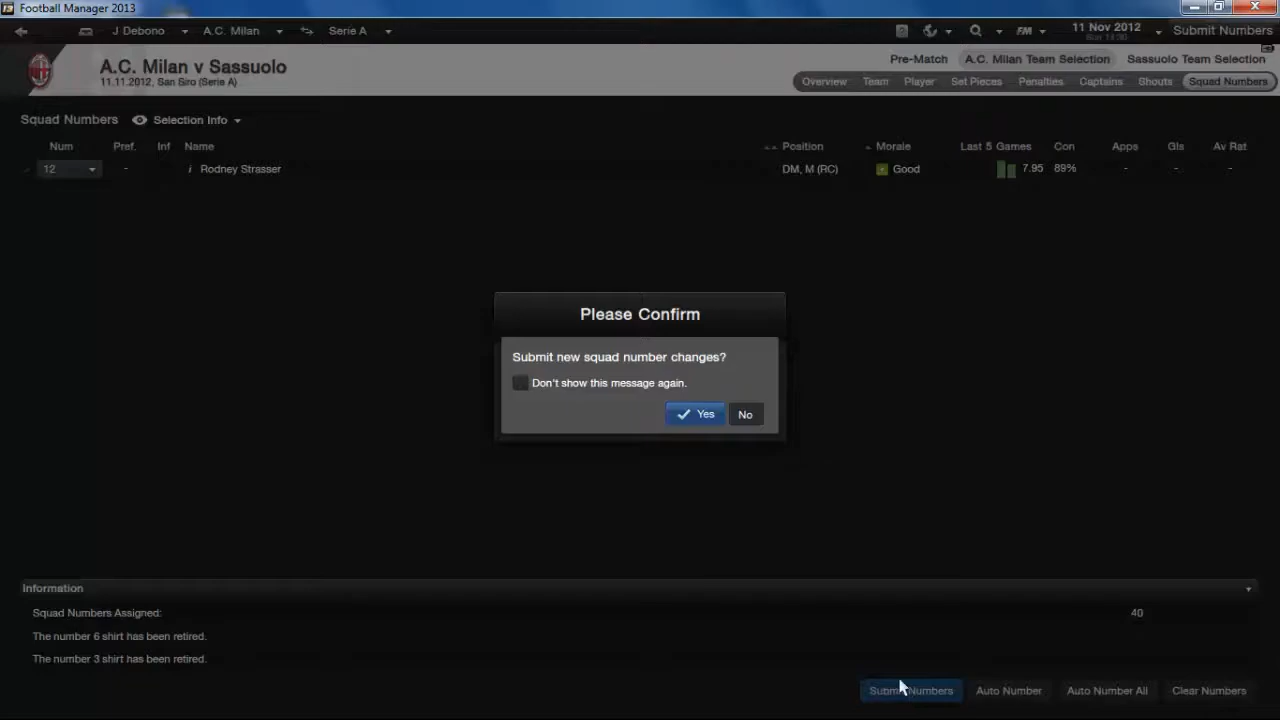 Football Manager 2013
J Debono A.C. Milan Serie A FM 11 Nov 2012 Submit Numbers
A.C. Milan v Sassuolo
11.11.2012, San Siro (Serie A)
Pre-Match A.C. Milan Team Selection Sassuolo Team Selection
Overview Team Player Set Pieces Penalties Captains Shouts Squad Numbers
Squad Numbers Selection Info
Num Pref. Inf Name Position Morale Last 5 Games Con Apps Gls Av Rat
12 - i Rodney Strasser DM, M (RC) Good 7.95 89% - - -
Please Confirm
Submit new squad number changes?
Don't show this message again.
Yes No
Information
Squad Numbers Assigned: 40
The number 6 shirt has been retired.
The number 3 shirt has been retired.
Submit Numbers Auto Number Auto Number All Clear Numbers